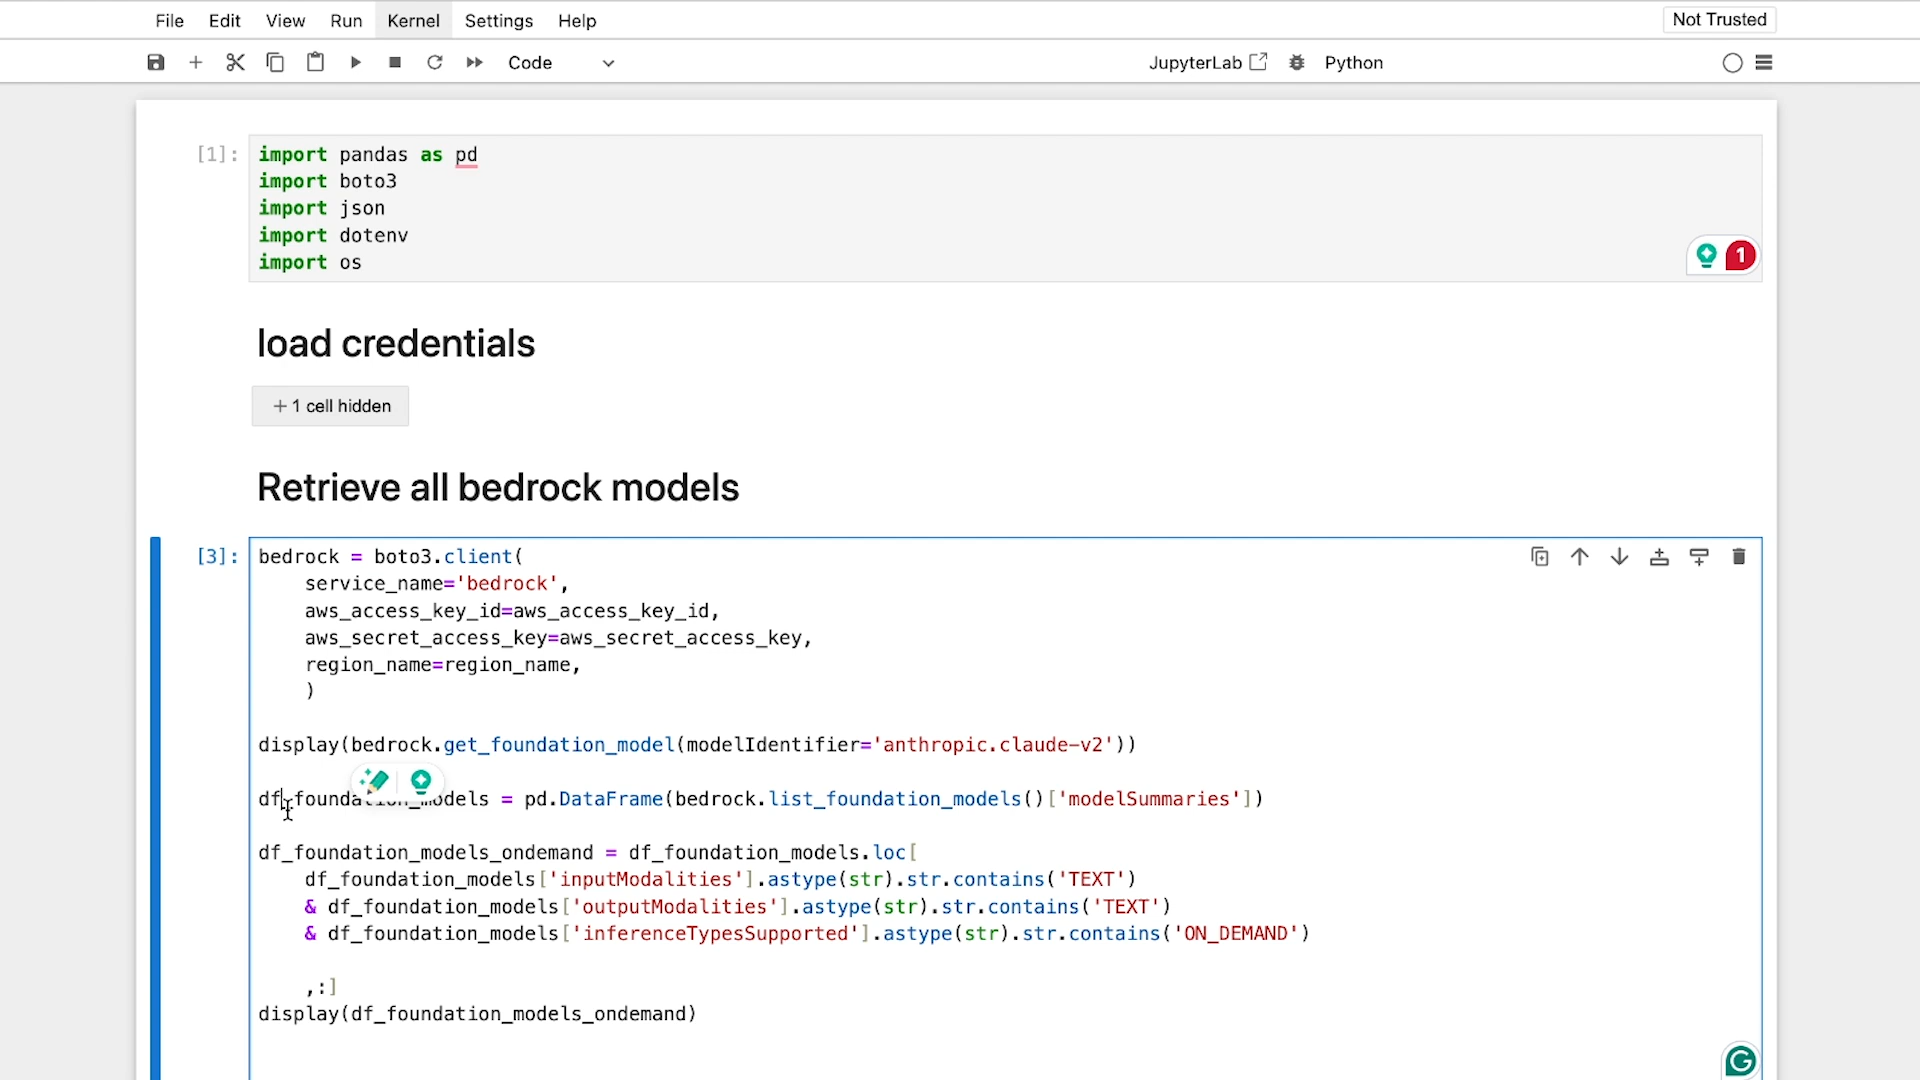 File Edit View Run Kernel Settings Help Not Trusted
Code JupyterLab Python
[1]: import pandas as pd
import boto3
import json
import dotenv
import os
1
load credentials
+ 1 cell hidden
Retrieve all bedrock models
[3]: bedrock = boto3.client(
    service_name='bedrock',
    aws_access_key_id=aws_access_key_id,
    aws_secret_access_key=aws_secret_access_key,
    region_name=region_name,
    )
display(bedrock.get_foundation_model(modelIdentifier='anthropic.claude-v2'))
df_foundation_models = pd.DataFrame(bedrock.list_foundation_models()['modelSummaries'])
df_foundation_models_ondemand = df_foundation_models.loc[
    df_foundation_models['inputModalities'].astype(str).str.contains('TEXT')
    & df_foundation_models['outputModalities'].astype(str).str.contains('TEXT')
    & df_foundation_models['inferenceTypesSupported'].astype(str).str.contains('ON_DEMAND')
    ,:]
display(df_foundation_models_ondemand)